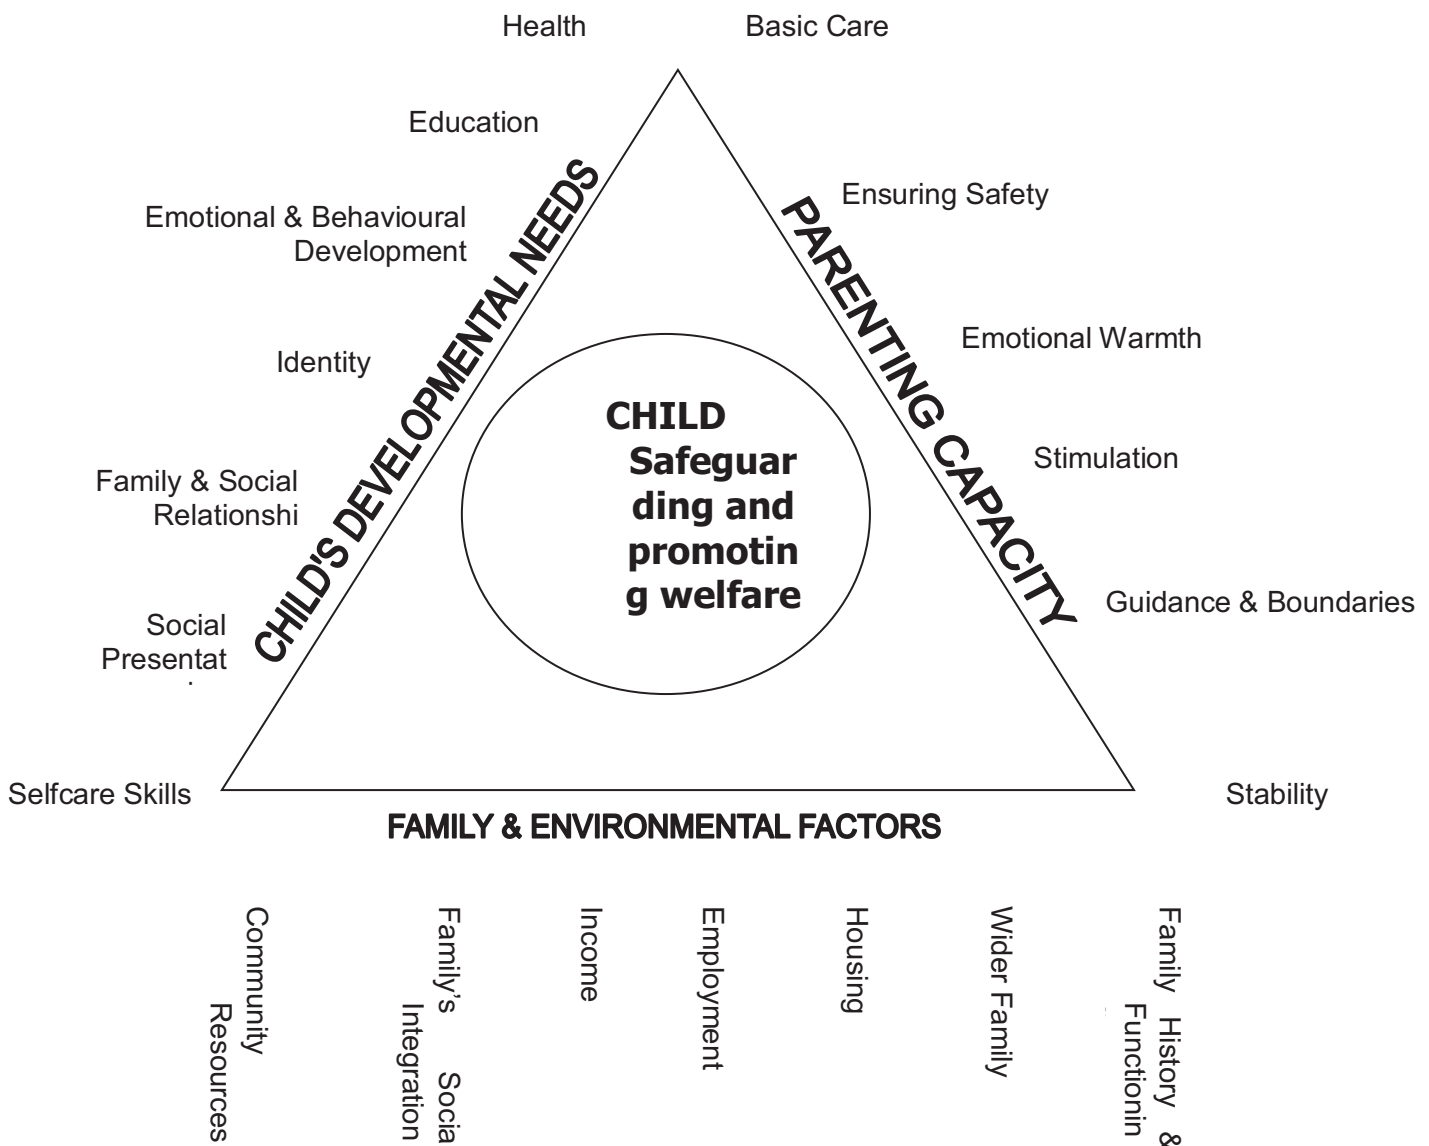 Health
Basic Care
Education
Ensuring Safety
Emotional & Behavioural
Development
Emotional Warmth
Identity
CHILD'S DEVELOPMENTAL NEEDS
PARENTING CAPACITY
CHILD
Safeguar
ding and
promotin
g welfare
Stimulation
Family & Social
Relationshi
Guidance & Boundaries
Social
Presentat
Selfcare Skills
Stability
FAMILY & ENVIRONMENTAL FACTORS
Community
Resources
Family’s Socia
Integration
Income
Employment
Housing
Wider Family
Family History &
Functionin